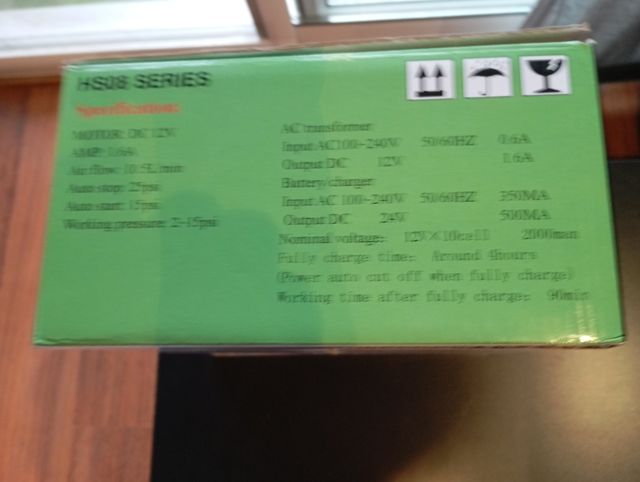 HS08 SERIES
Specification:
MOTOR: DC 12V
AMP: 1.6A
Air flow: 10.5L/min
Auto stop: 25psi
Auto start: 15psi
Working pressure: 2~15psi
AC transformer
Input:AC100~240V 50/60HZ 0.6A
Output:DC 12V 1.6A
Battery/charger
Input:AC 100~240V 50/60HZ 350MA
Output:DC 24V 500MA
Nominal voltage: 12V×10cell 2000mah
Fully charge time: Around 4hours
(Power auto cut off when fully charge)
Working time after fully charge: 90min